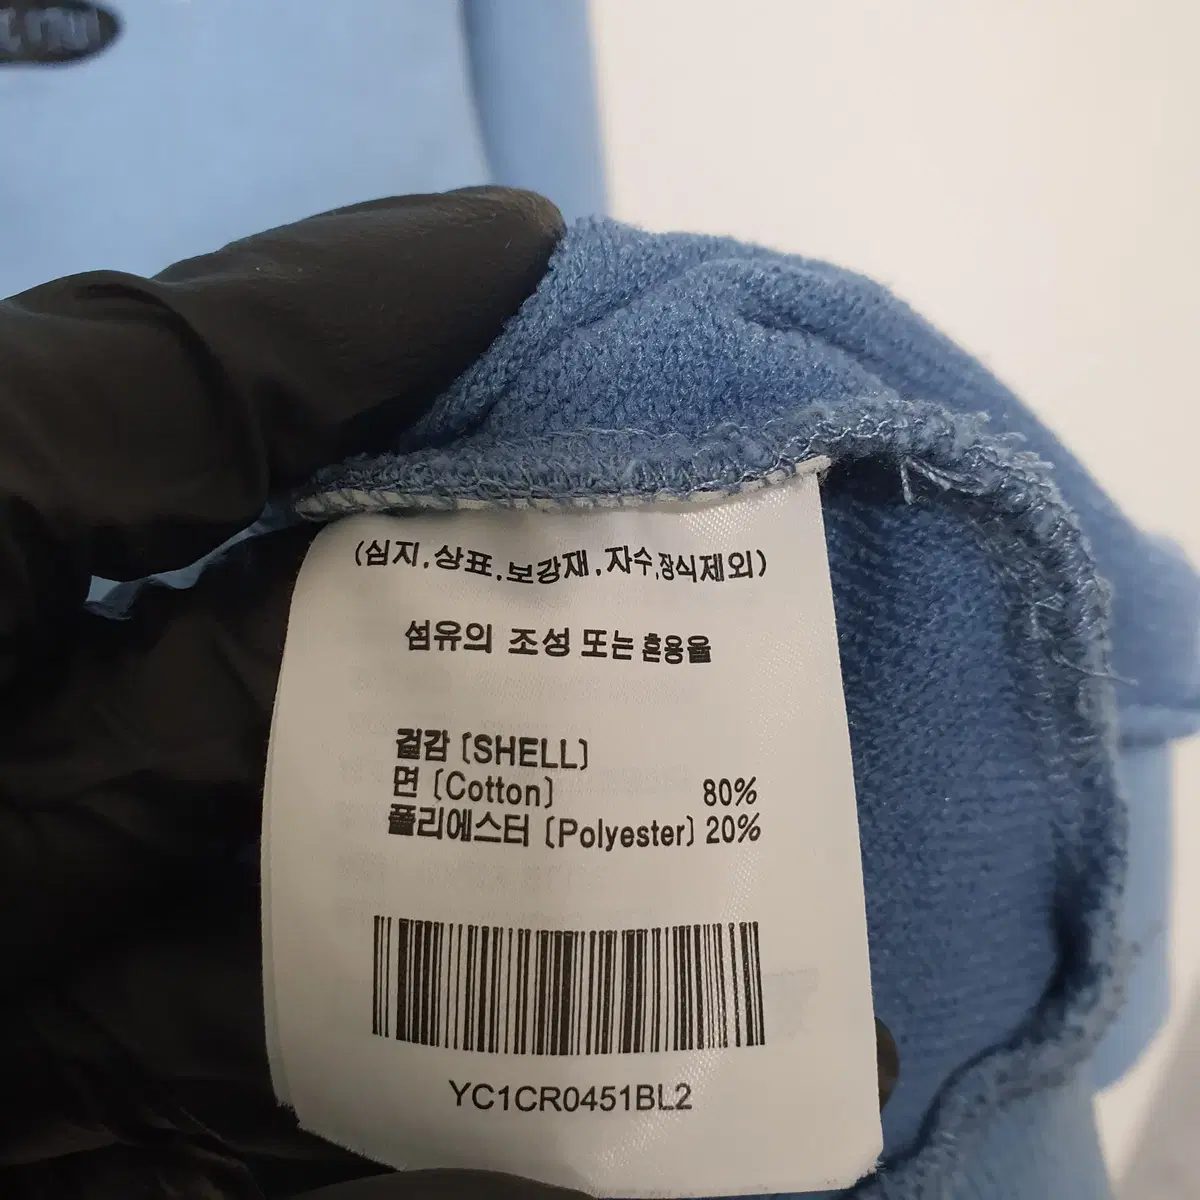 (심지,상표,보강재,자수,장식제외)
섬유의 조성 또는 혼용율
겉감 (SHELL)
면 (Cotton) 80%
폴리에스터 (Polyester) 20%
YC1CR0451BL2